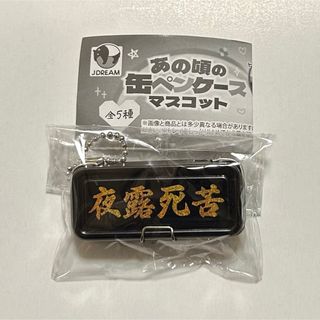 JDREAM
あの頃の
缶ペンケース
マスコット
全5種
※画像と商品とは多少異なる場合があります
夜露死苦